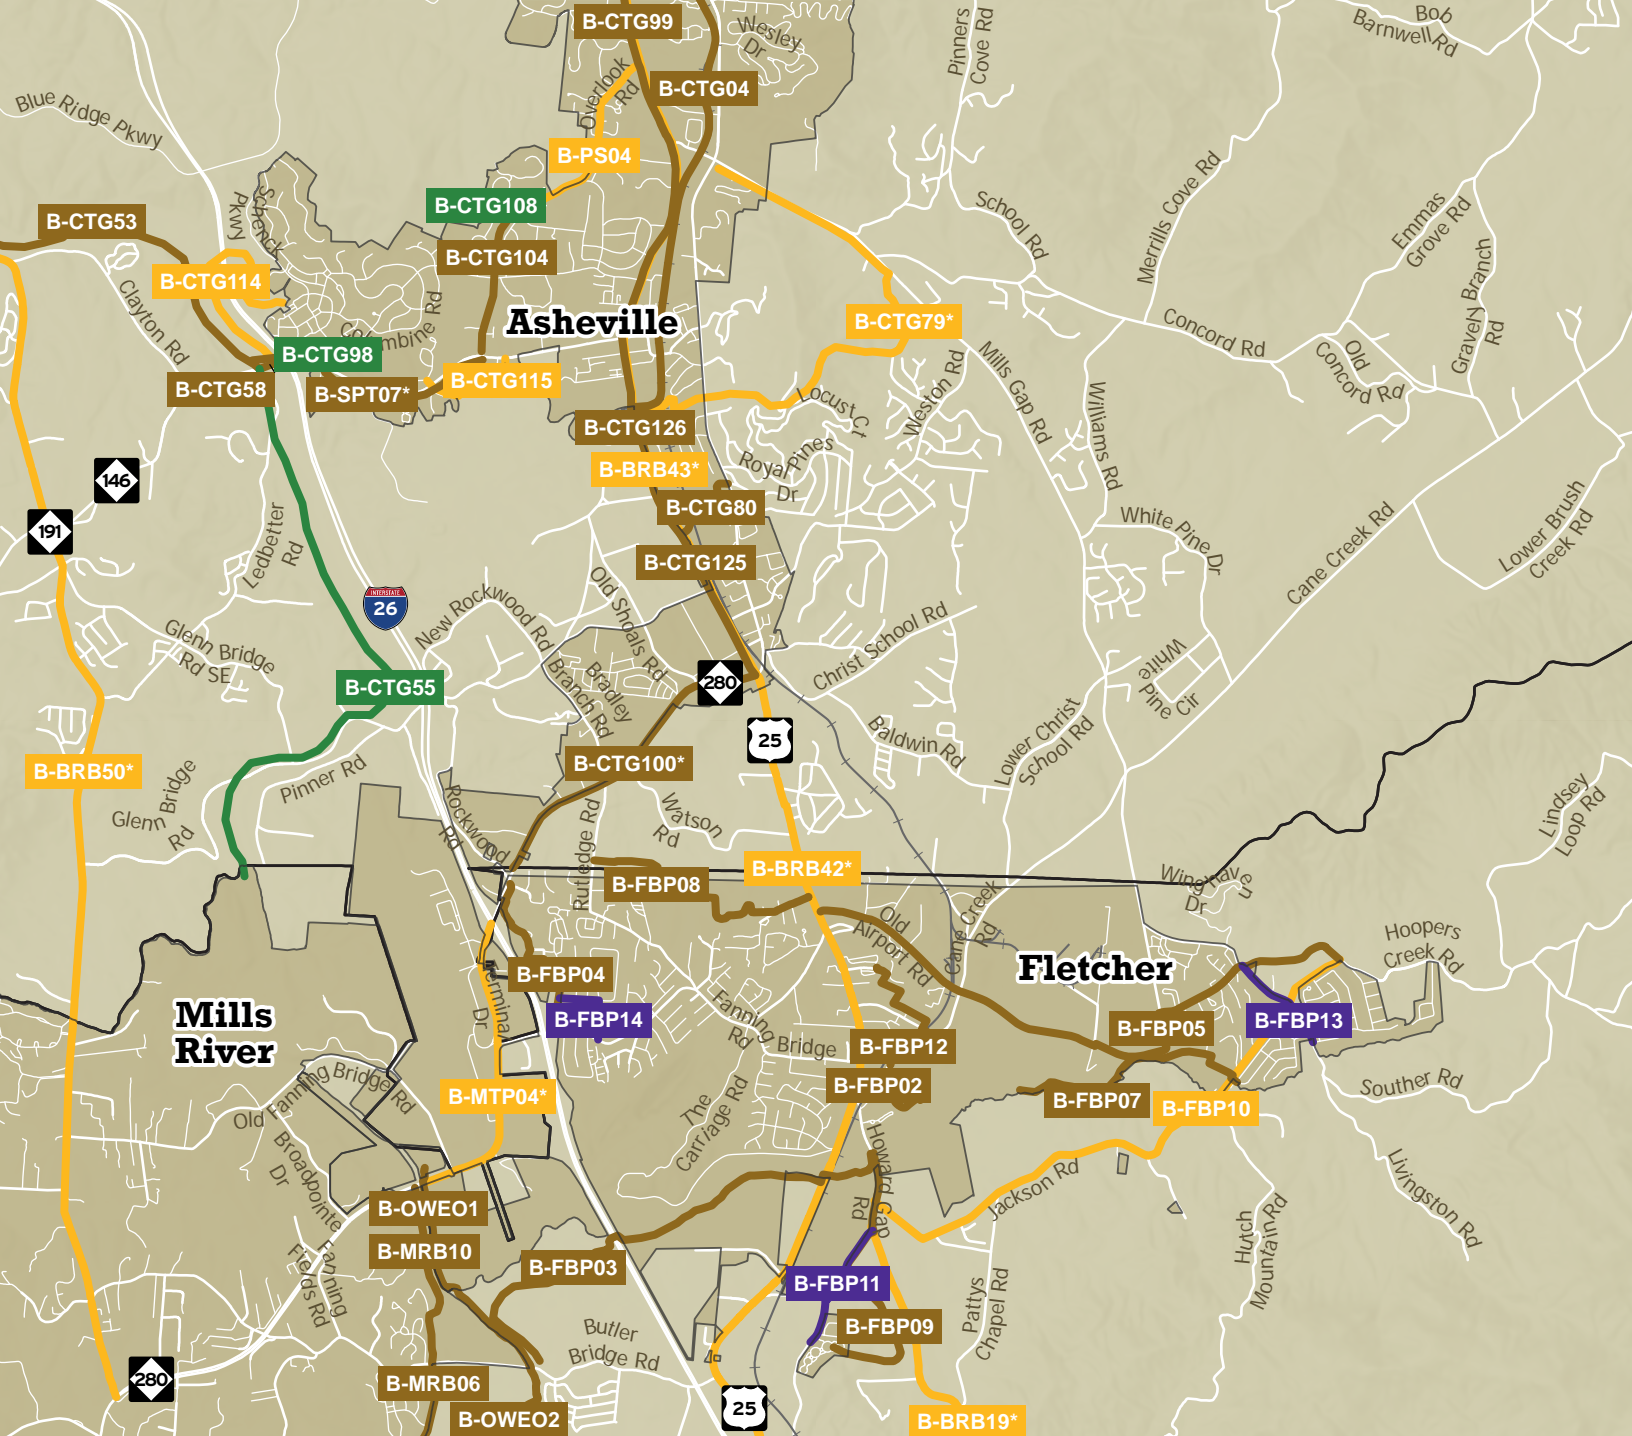 B-CTG99
Wesley
Dr
Pinners
Cove Rd
Bob
Barnwell Rd
Overlook
Rd
B-CTG04
Blue Ridge Pkwy
B-PS04
Schenck
Pkwy
B-CTG108
B-CTG53
School Rd
Merrills Cove Rd
Emmas
Grove Rd
B-CTG104
B-CTG114
Gravely Branch
Rd
Clayton Rd
Columbine Rd
Asheville
B-CTG79*
Concord Rd
Old
Concord Rd
B-CTG98
B-CTG58
B-SPT07*
B-CTG115
Mills Gap Rd
Weston Rd
Williams Rd
Locust Ct
B-CTG126
B-BRB43*
Royal Pines
Dr
146
191
B-CTG80
White Pine Dr
Cane Creek Rd
Lower Brush
Creek Rd
Ledbetter
Rd
B-CTG125
INTERSTATE
26
New Rockwood Rd
Old Shoals Rd
Christ School Rd
Glenn Bridge
Rd SE
White
Pine Cir
B-CTG55
280
Bradley
Branch Rd
25
Baldwin Rd
Lower Christ
School Rd
B-BRB50*
B-CTG100*
Pinner Rd
Glenn Bridge
Rd
Rockwood
Rd
Rutledge Rd
Watson
Rd
Lindsey
Loop Rd
B-BRB42*
B-FBP08
Winghaven
Dr
Old
Airport Rd
Cane Creek
Rd
Hoopers
Creek Rd
Fletcher
B-FBP04
Terminal
Dr
Mills
River
B-FBP14
Fanning
Bridge
Rd
B-FBP12
B-FBP05
B-FBP13
B-FBP02
B-FBP07
B-FBP10
Souther Rd
Old Fanning Bridge Rd
B-MTP04*
The
Carriage Rd
Broadpointe
Dr
Howard Gap
Rd
Jackson Rd
Livingston Rd
B-OWEO1
B-MRB10
B-FBP03
Hutch
Mountain Rd
Fanning
Fields Rd
B-FBP11
Pattys
Chapel Rd
B-FBP09
Butler
Bridge Rd
280
B-MRB06
25
B-OWEO2
B-BRB19*